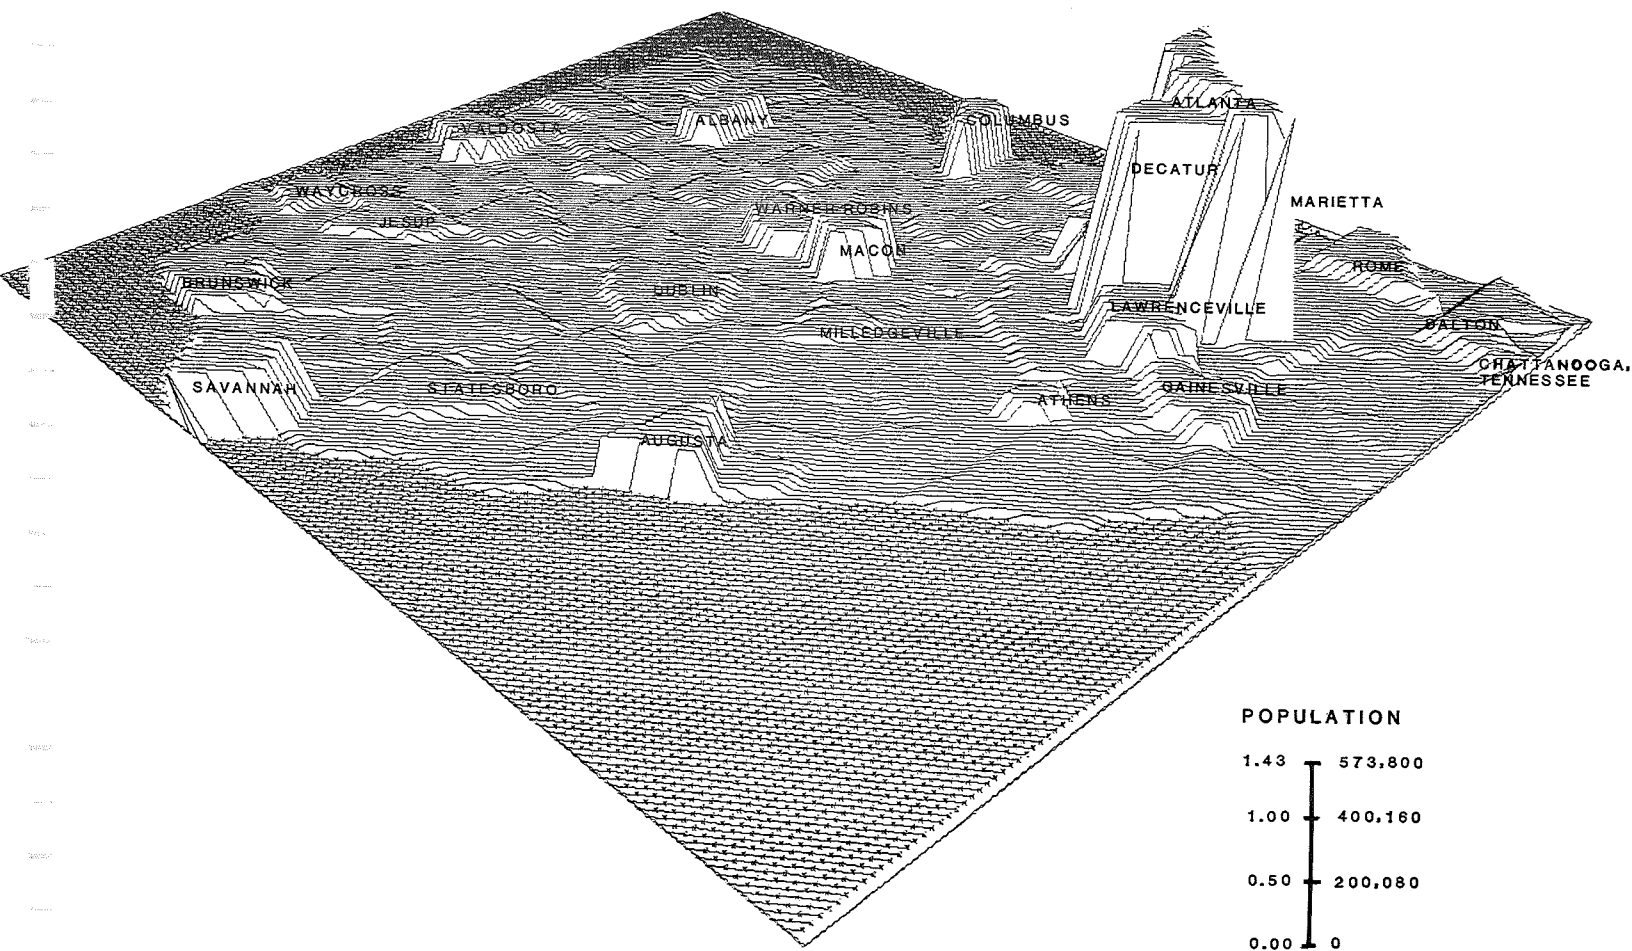 ATLANTA
VALDOSTA
ALBANY
COLUMBUS
DECATUR
WAYCROSS
MARIETTA
WARNER ROBINS
JESUP
MACON
ROME
BRUNSWICK
DUBLIN
LAWRENCEVILLE
MILLEDGEVILLE
DALTON
CHATTANOOGA,
TENNESSEE
SAVANNAH
STATESBORO
GAINESVILLE
ATHENS
AUGUSTA
POPULATION
1.43 573,800
1.00 400,160
0.50 200,080
0.00 0